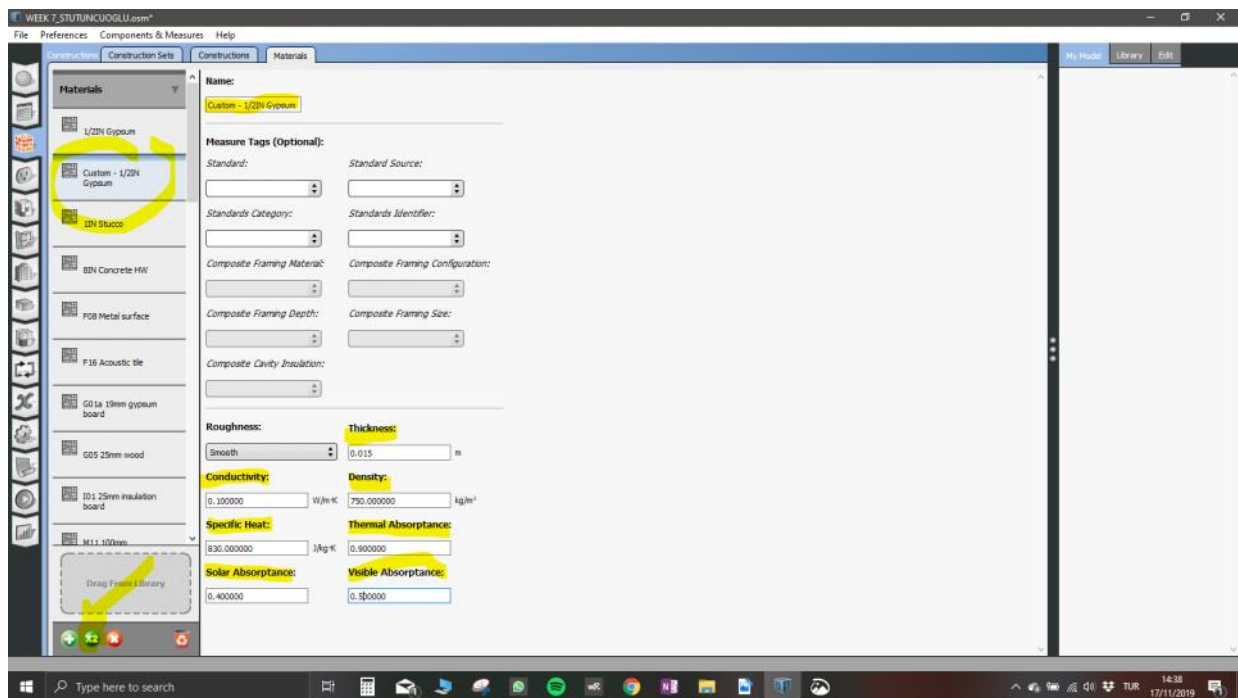 WEEK 7_STUTUNCUOGLU.osm*
File Preferences Components & Measures Help
Constructions Construction Sets Constructions Materials My Model Library Edit
Materials
1/2IN Gypsum
Custom - 1/2IN
Gypsum
1IN Stucco
8IN Concrete HW
F08 Metal surface
F16 Acoustic tile
G01a 19mm gypsum
board
G05 25mm wood
I01 25mm insulation
board
M11 100mm
Drag From Library
x2
Name:
Custom - 1/2IN Gypsum
Measure Tags (Optional):
Standard: Standard Source:
Standards Category: Standards Identifier:
Composite Framing Material: Composite Framing Configuration:
Composite Framing Depth: Composite Framing Size:
Composite Cavity Insulation:
Roughness: Thickness:
Smooth 0.015 m
Conductivity: Density:
0.100000 W/m·K 750.000000 kg/m³
Specific Heat: Thermal Absorptance:
830.000000 J/kg·K 0.900000
Solar Absorptance: Visible Absorptance:
0.400000 0.500000
Type here to search
TUR
14:38
17/11/2019